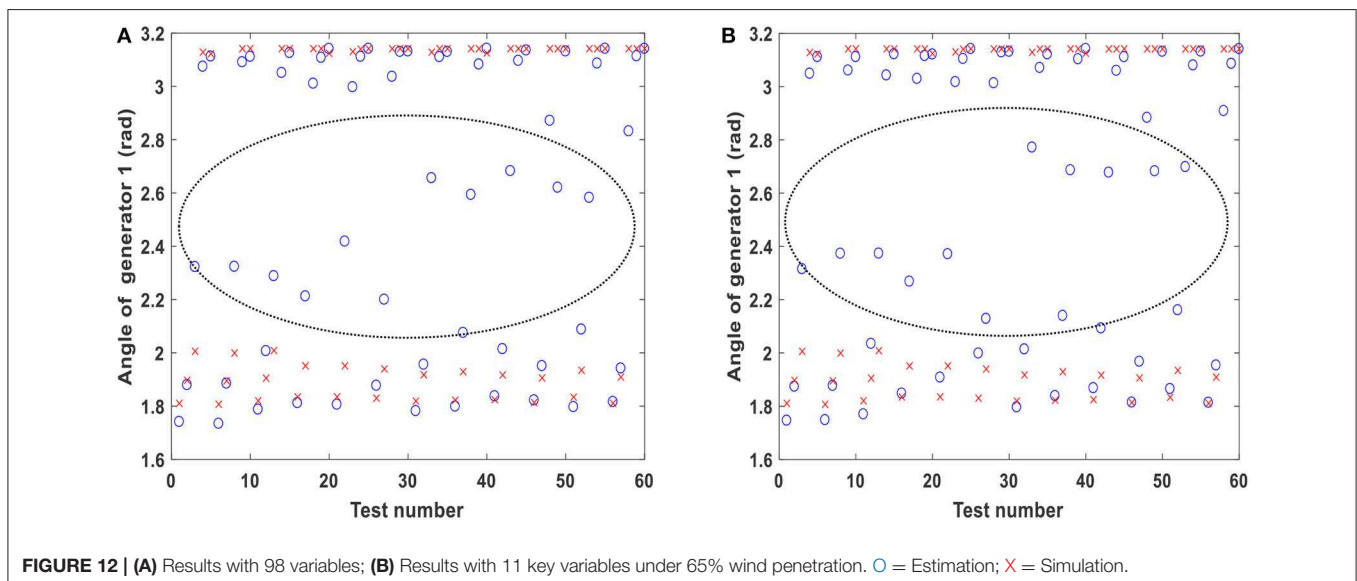 A
Angle of generator 1 (rad)
3.2
3
2.8
2.6
2.4
2.2
2
1.8
1.6
0 10 20 30 40 50 60
Test number
B
Angle of generator 1 (rad)
3.2
3
2.8
2.6
2.4
2.2
2
1.8
1.6
0 10 20 30 40 50 60
Test number
FIGURE 12 | (A) Results with 98 variables; (B) Results with 11 key variables under 65% wind penetration. O = Estimation; X = Simulation.